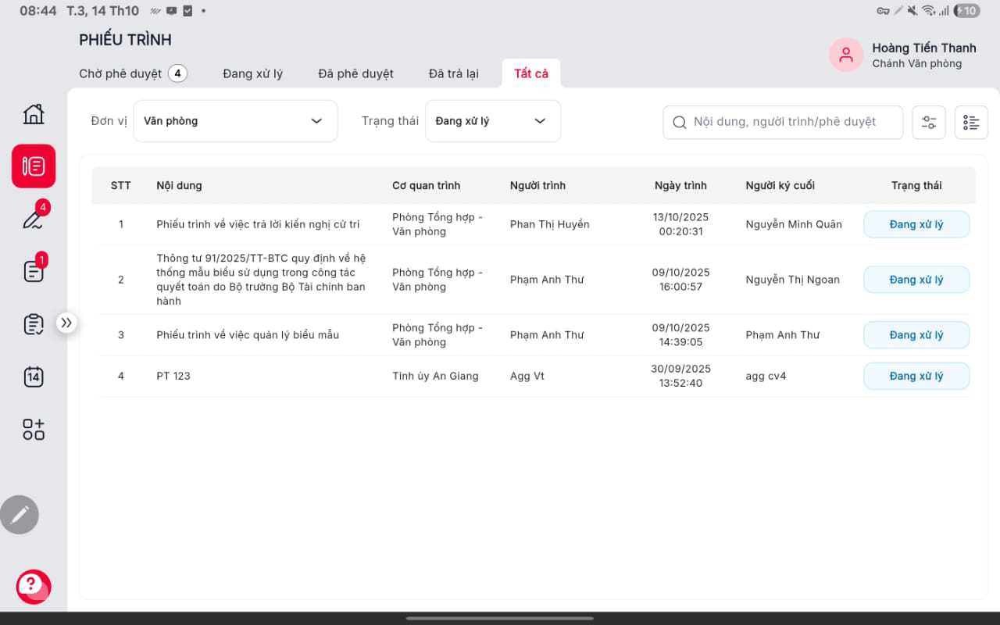 08:44 T.3, 14 Th10
10
PHIẾU TRÌNH
Hoàng Tiến Thanh
Chánh Văn phòng
Chờ phê duyệt 4 Đang xử lý Đã phê duyệt Đã trả lại Tất cả
Đơn vị Văn phòng Trạng thái Đang xử lý Nội dung, người trình/phê duyệt
4
1
14
STT Nội dung Cơ quan trình Người trình Ngày trình Người ký cuối Trạng thái
1 Phiếu trình về việc trả lời kiến nghị cử tri Phòng Tổng hợp - Văn phòng Phan Thị Huyền 13/10/2025 00:20:31 Nguyễn Minh Quân Đang xử lý
2 Thông tư 91/2025/TT-BTC quy định về hệ
thống mẫu biểu sử dụng trong công tác
quyết toán do Bộ trưởng Bộ Tài chính ban
hành
Phòng Tổng hợp -
Văn phòng
Phạm Anh Thư
09/10/2025
16:00:57
Nguyễn Thị Ngoan
Đang xử lý
3 Phiếu trình về việc quản lý biểu mẫu
Phòng Tổng hợp -
Văn phòng
Phạm Anh Thư
09/10/2025
14:39:05
Phạm Anh Thư
Đang xử lý
4 PT 123
Tỉnh ủy An Giang
Agg Vt
30/09/2025
13:52:40
agg cv4
Đang xử lý